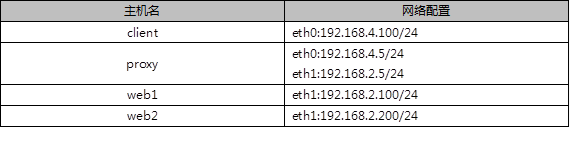 主机名 网络配置
client eth0:192.168.4.100/24
proxy eth0:192.168.4.5/24
eth1:192.168.2.5/24
web1 eth1:192.168.2.100/24
web2 eth1:192.168.2.200/24